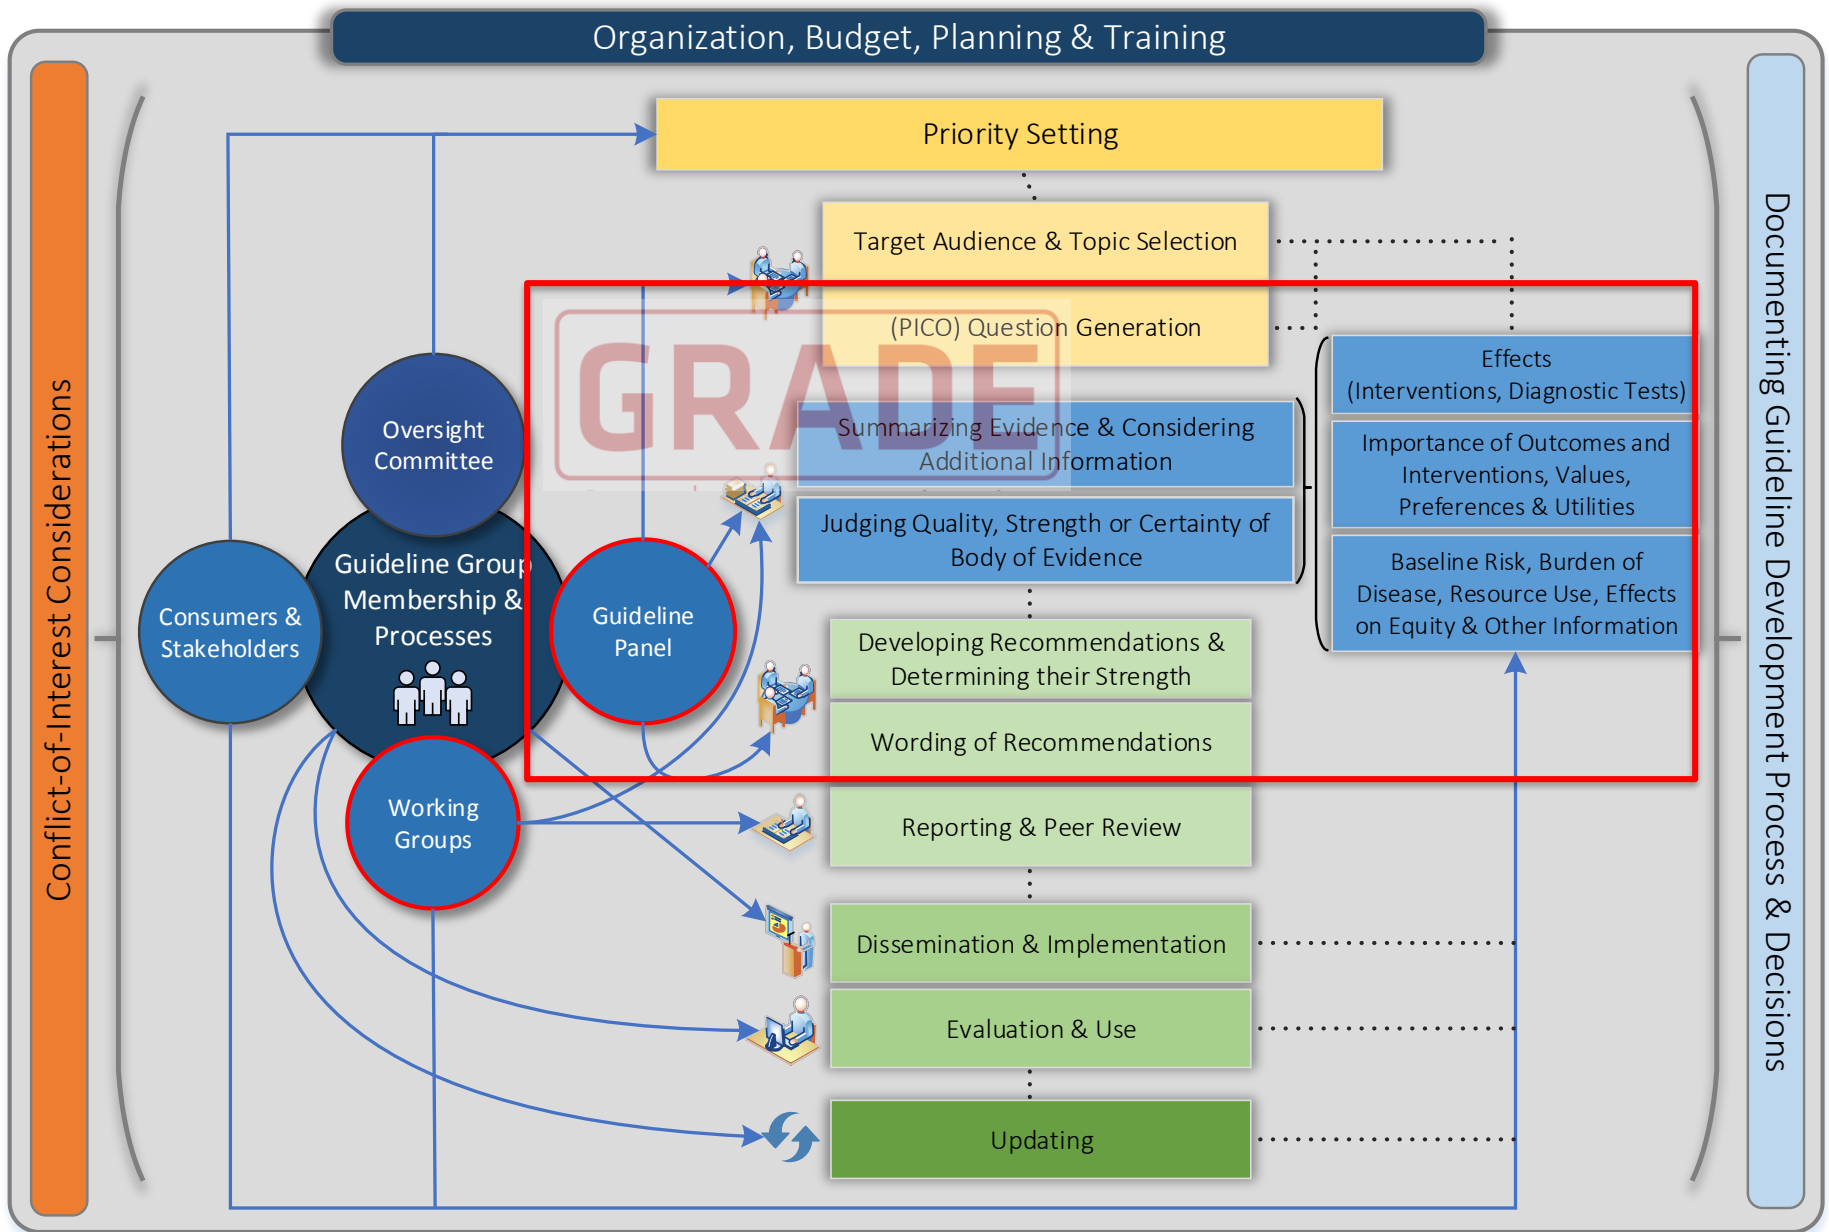 Organization, Budget, Planning & Training
Conflict-of-Interest Considerations
Priority Setting
Target Audience & Topic Selection
(PICO) Question Generation
GRADE
Effects
(Interventions, Diagnostic Tests)
Summarizing Evidence & Considering
Additional Information
Importance of Outcomes and
Interventions, Values,
Preferences & Utilities
Judging Quality, Strength or Certainty of
Body of Evidence
Baseline Risk, Burden of
Disease, Resource Use, Effects
on Equity & Other Information
Oversight
Committee
Guideline Group
Membership &
Processes
Consumers &
Stakeholders
Guideline
Panel
Working
Groups
Developing Recommendations &
Determining their Strength
Wording of Recommendations
Reporting & Peer Review
Dissemination & Implementation
Evaluation & Use
Updating
Documenting Guideline Development Process & Decisions